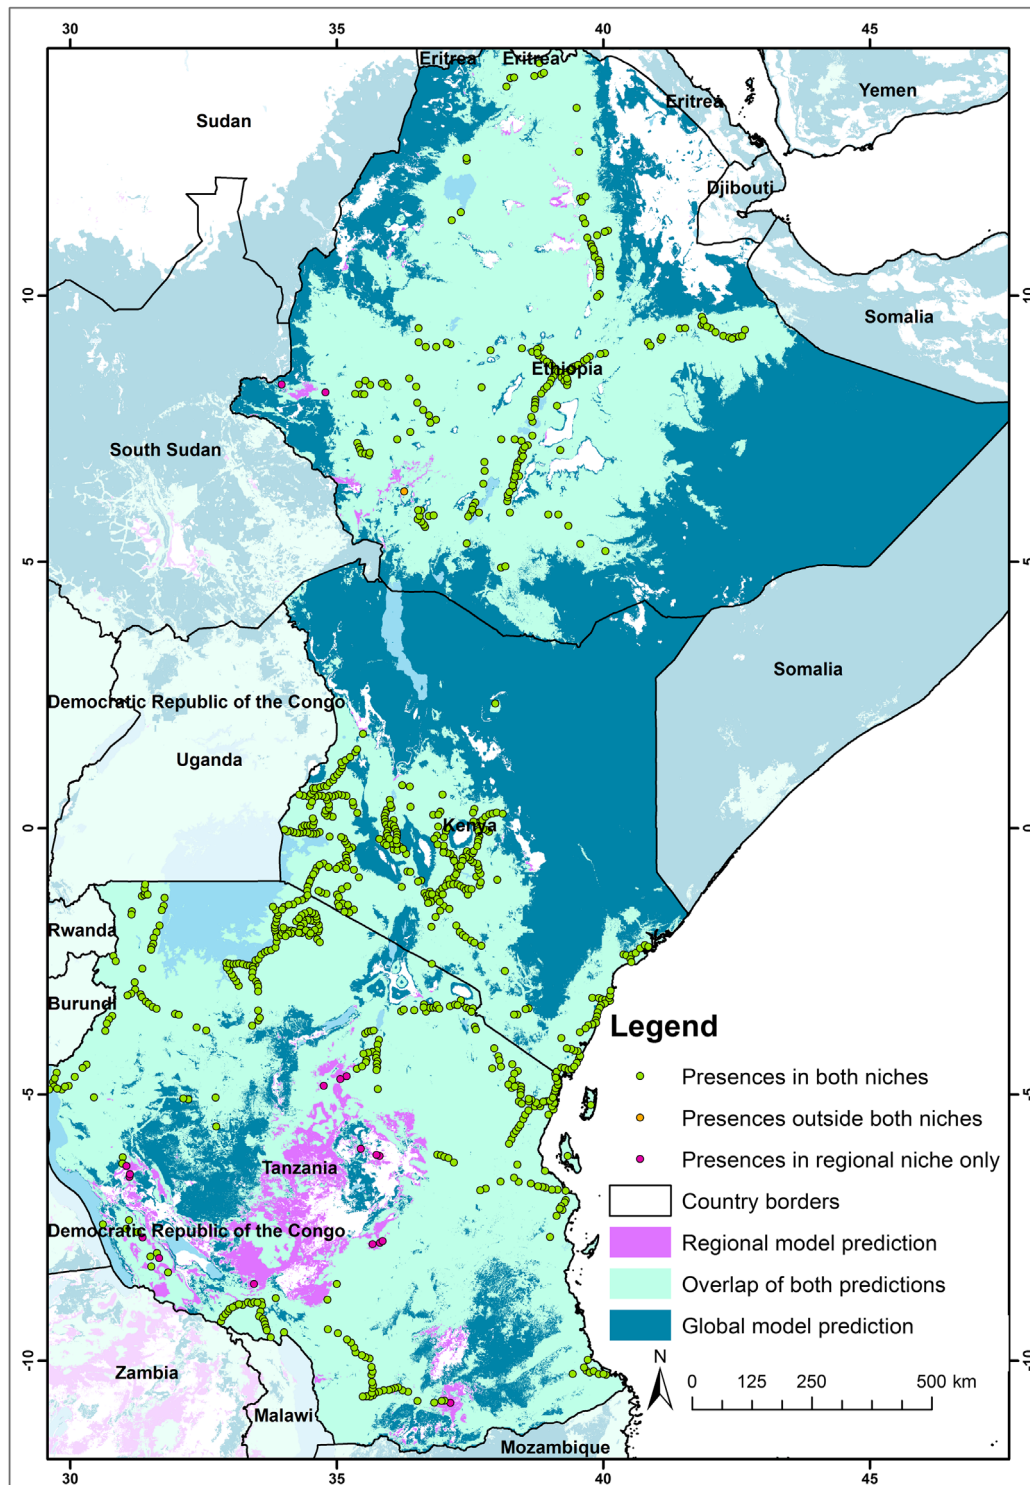 30 35 40 45
Eritrea Eritrea
Yemen
Eritrea
Sudan
Djibouti
10 10
Somalia
Ethiopia
South Sudan
5 5
Somalia
Democratic Republic of the Congo
Uganda
0 Kenya 0
Rwanda
Burundi
Legend
Presences in both niches
-5 -5
Presences outside both niches
Presences in regional niche only
Tanzania
Country borders
Democratic Republic of the Congo
Regional model prediction
Overlap of both predictions
Global model prediction
N
-10 -10
Zambia
0 125 250 500 km
Malawi
Mozambique
30 35 40 45